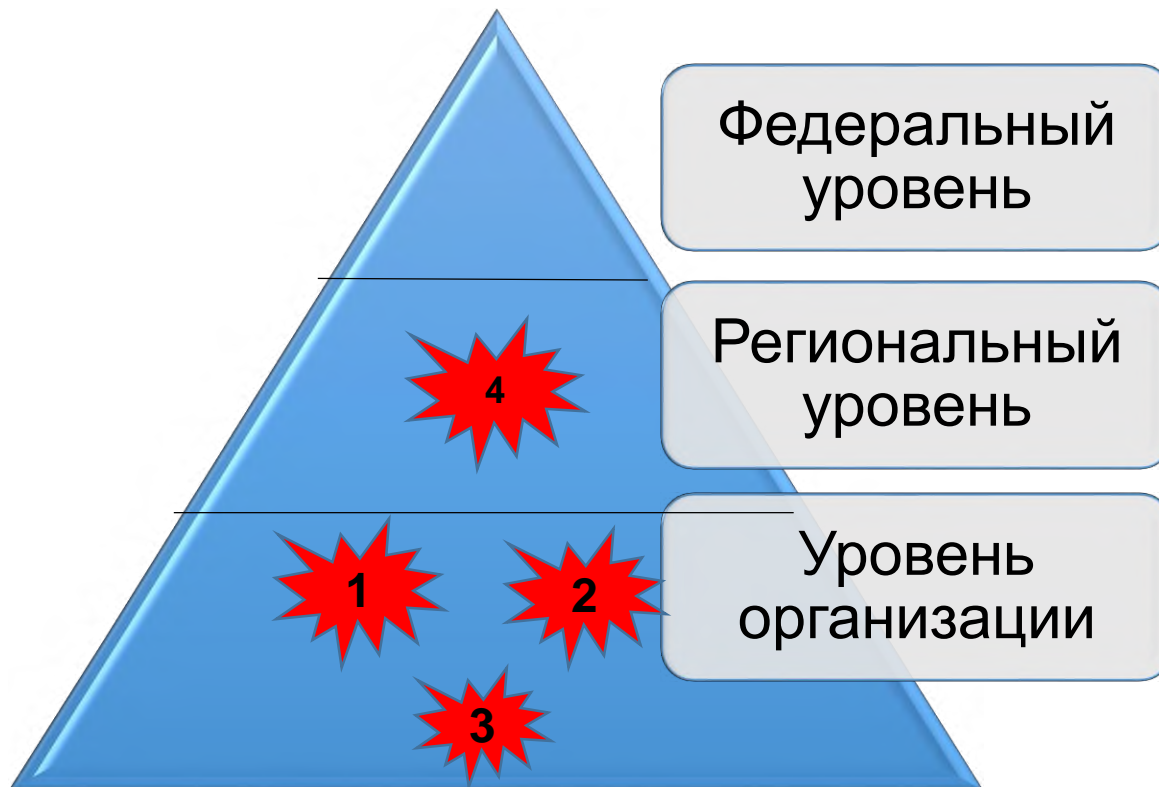 Федеральный
уровень
Региональный
уровень
4
Уровень
организации
1
2
3